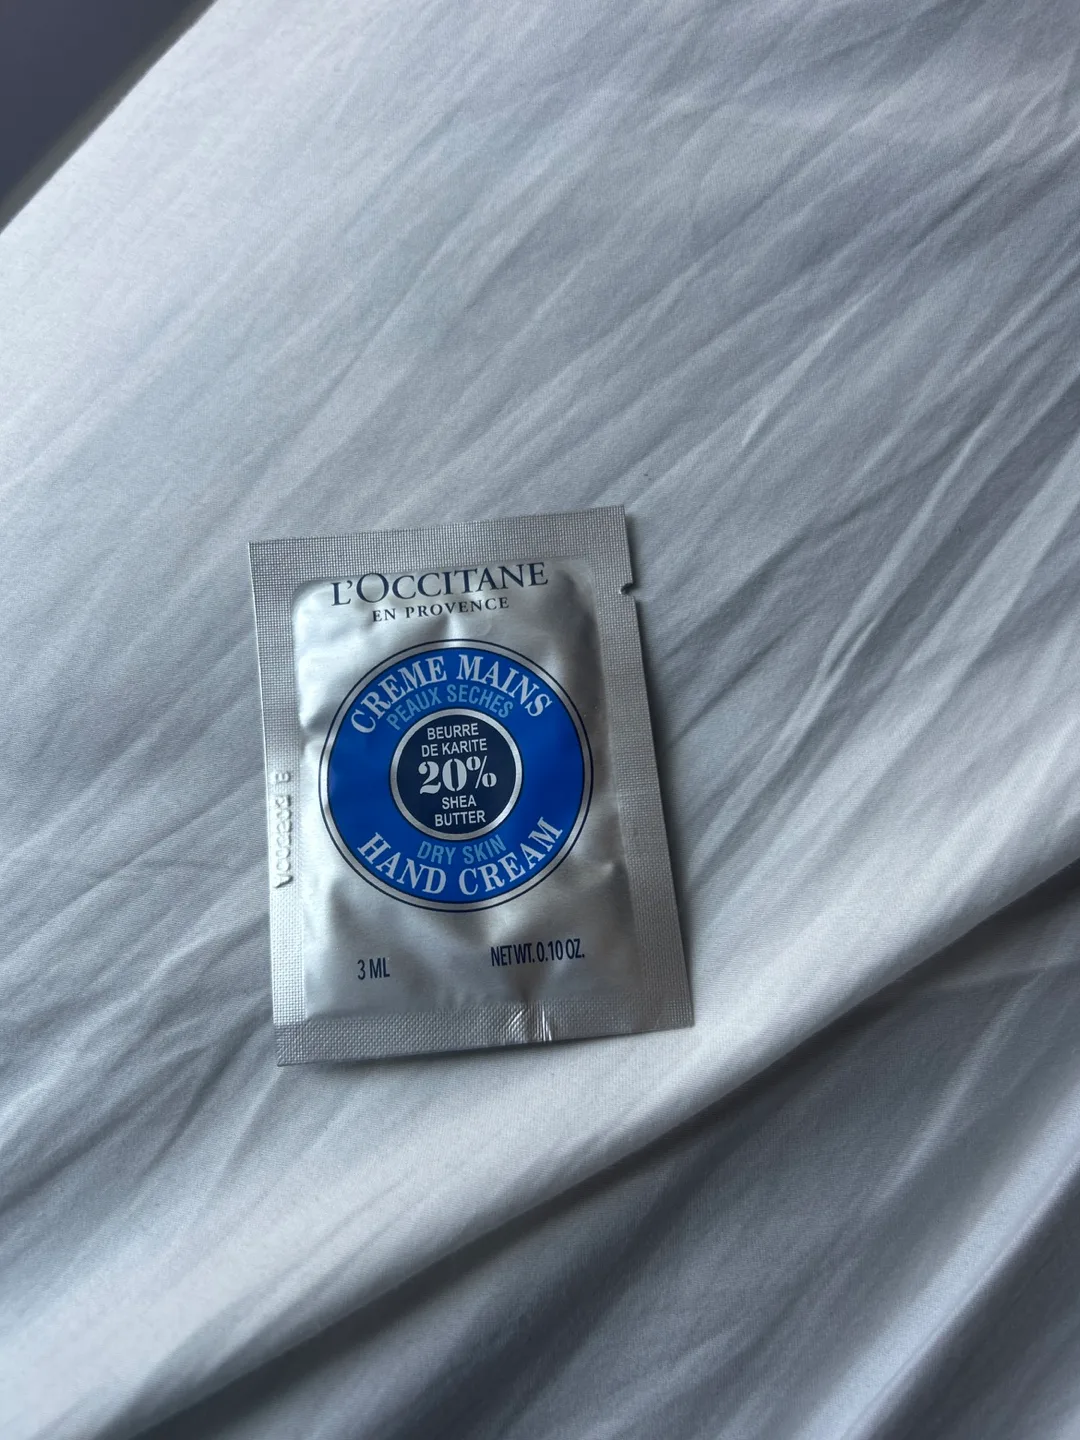 L'OCCITANE
EN PROVENCE
CREME MAINS
PEAUX SECHES
BEURRE
DE KARITE
20%
SHEA
BUTTER
DRY SKIN
HAND CREAM
3 ML
NET WT. 0.10 OZ.